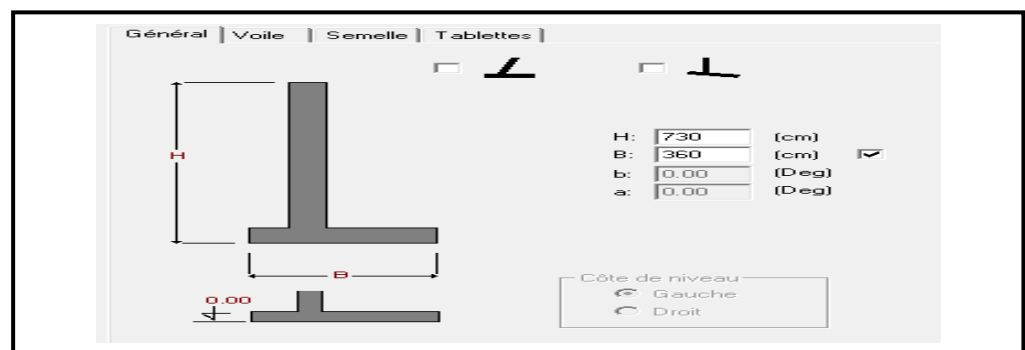 Général Voile Semelle Tablettes
H: 730 (cm)
B: 360 (cm)
b: 0.00 (Deg)
a: 0.00 (Deg)
H
B
0.00
Côte de niveau
Gauche
Droit